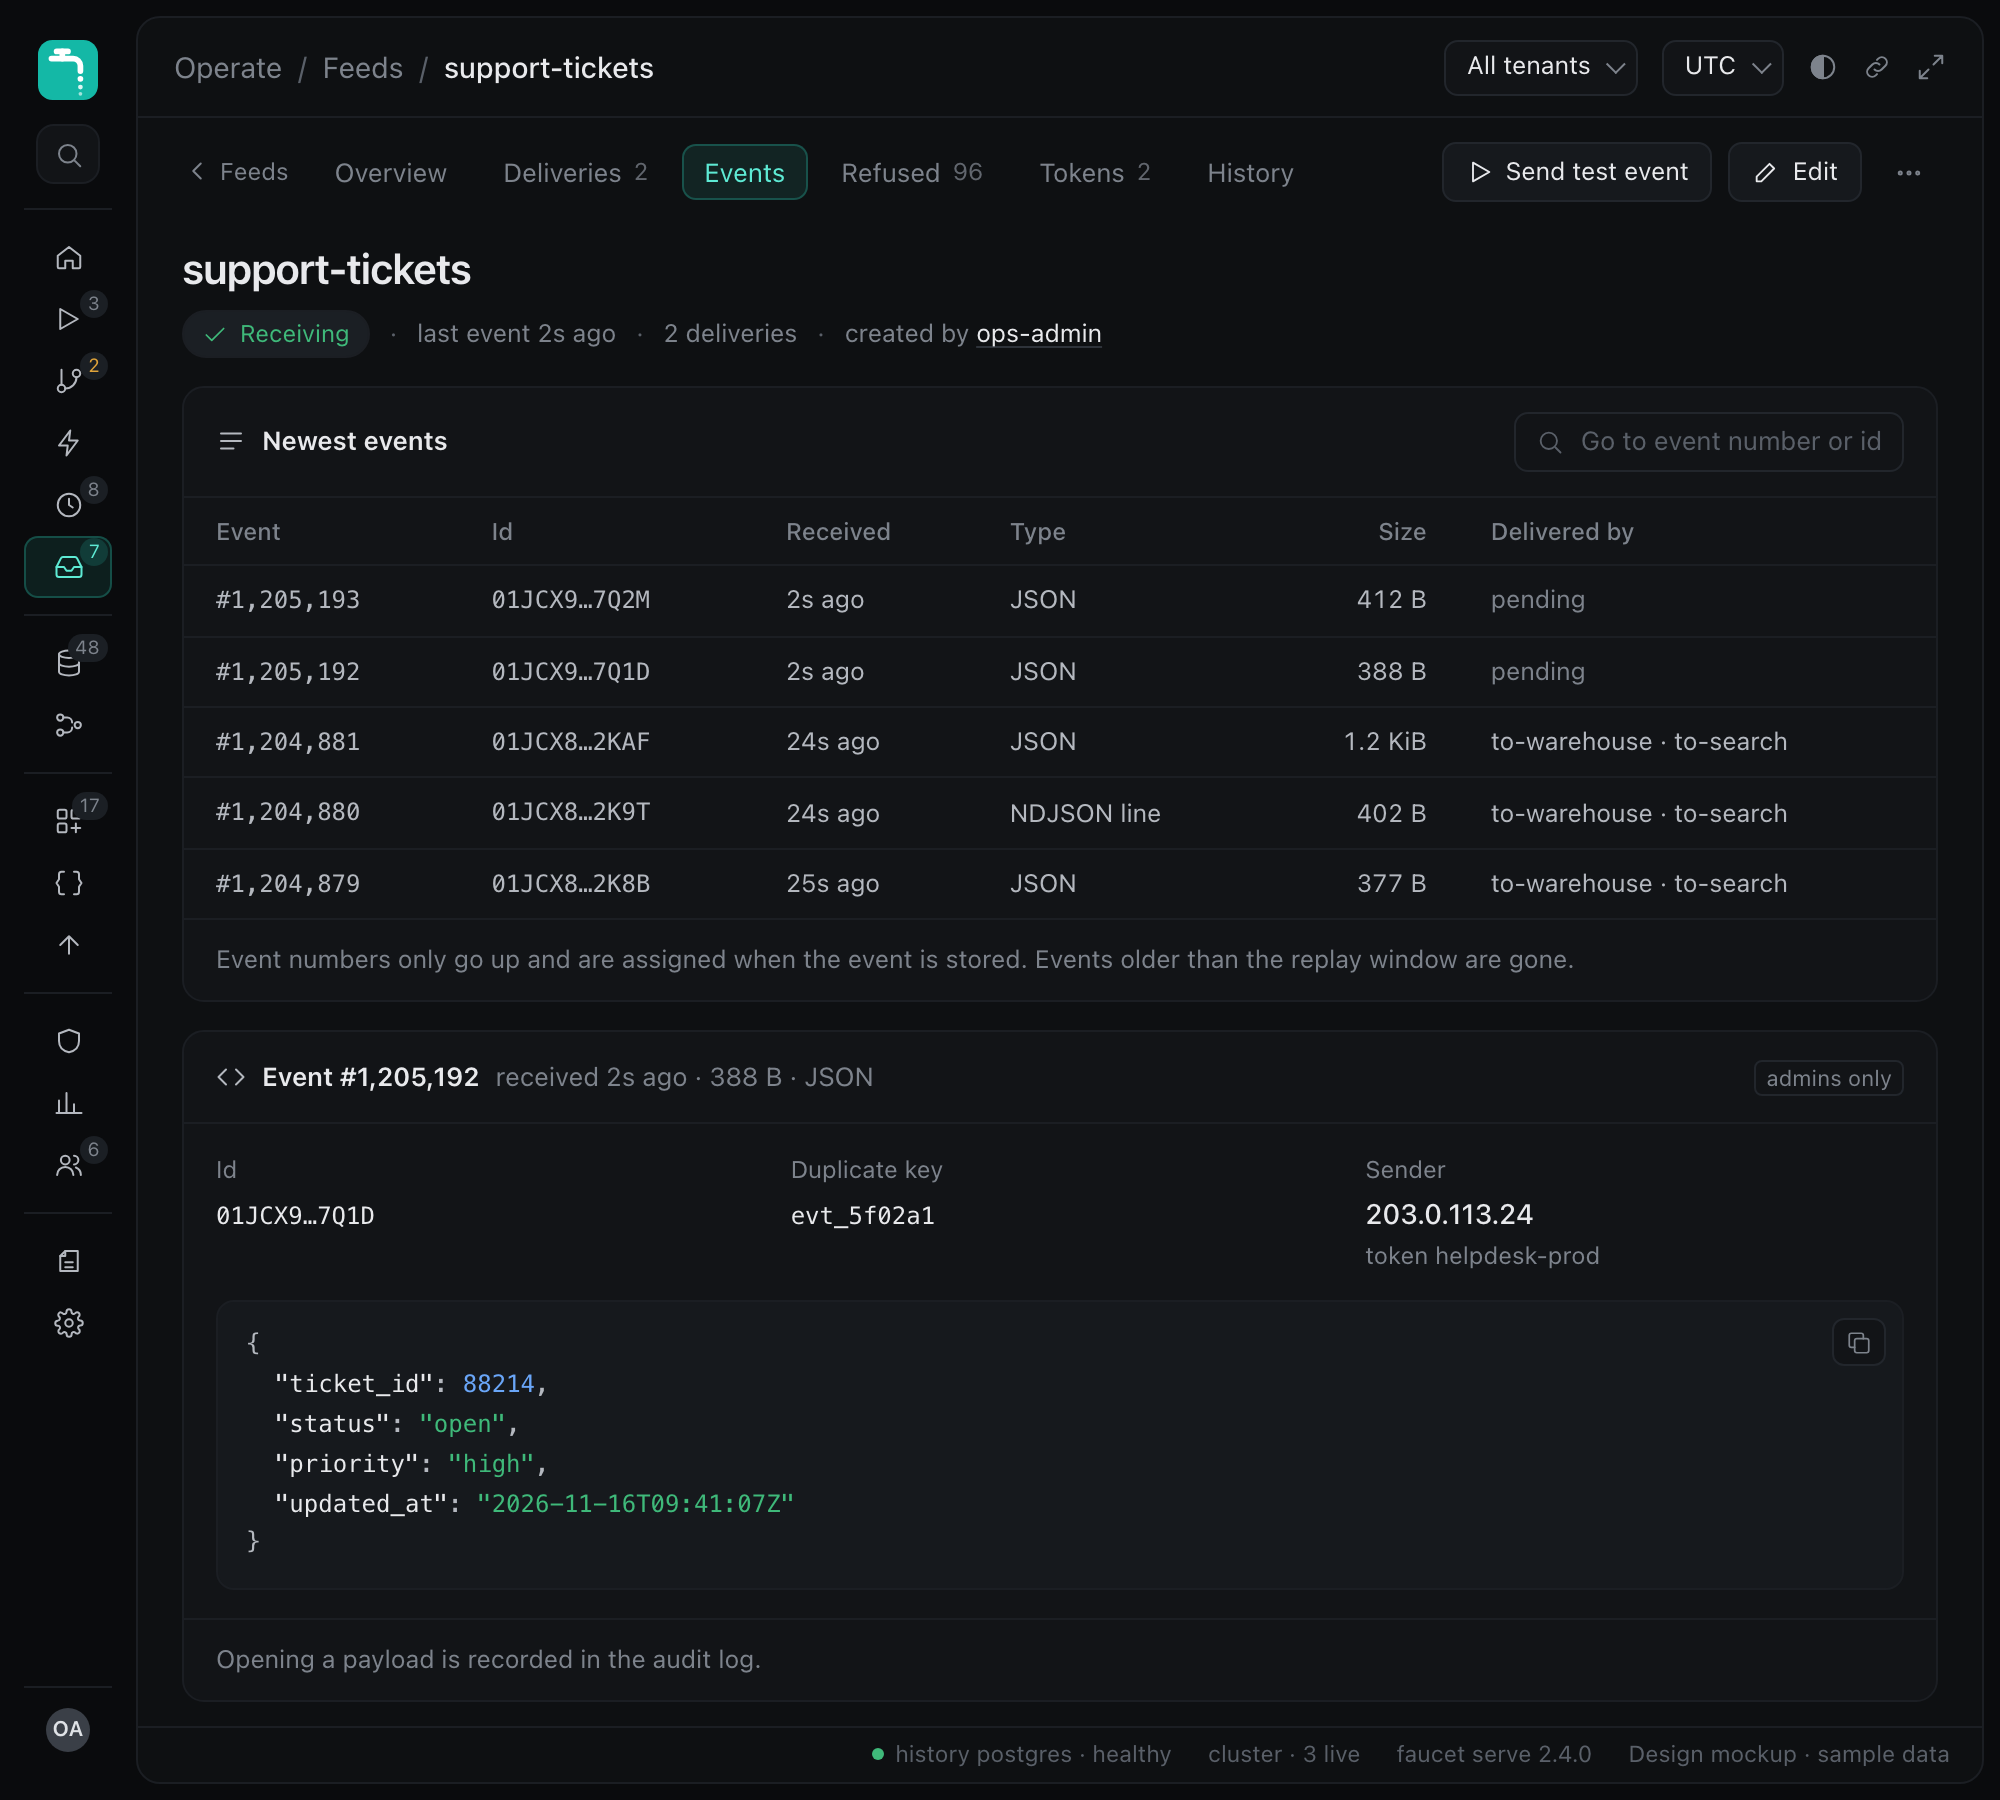 Operate / Feeds / support-tickets
All tenants
UTC
Feeds
Overview
Deliveries 2
Events
Refused 96
Tokens 2
History
Send test event
Edit
3
2
8
7
48
17
6
OA
support-tickets
Receiving · last event 2s ago · 2 deliveries · created by ops-admin
Newest events
Go to event number or id
Event Id Received Type Size Delivered by
#1,205,193 01JCX9…7Q2M 2s ago JSON 412 B pending
#1,205,192 01JCX9…7Q1D 2s ago JSON 388 B pending
#1,204,881 01JCX8…2KAF 24s ago JSON 1.2 KiB to-warehouse · to-search
#1,204,880 01JCX8…2K9T 24s ago NDJSON line 402 B to-warehouse · to-search
#1,204,879 01JCX8…2K8B 25s ago JSON 377 B to-warehouse · to-search
Event numbers only go up and are assigned when the event is stored. Events older than the replay window are gone.
Event #1,205,192 received 2s ago · 388 B · JSON
admins only
Id Duplicate key Sender
01JCX9…7Q1D evt_5f02a1 203.0.113.24
token helpdesk-prod
{
"ticket_id": 88214,
"status": "open",
"priority": "high",
"updated_at": "2026-11-16T09:41:07Z"
}
Opening a payload is recorded in the audit log.
history postgres · healthy
cluster · 3 live
faucet serve 2.4.0
Design mockup · sample data